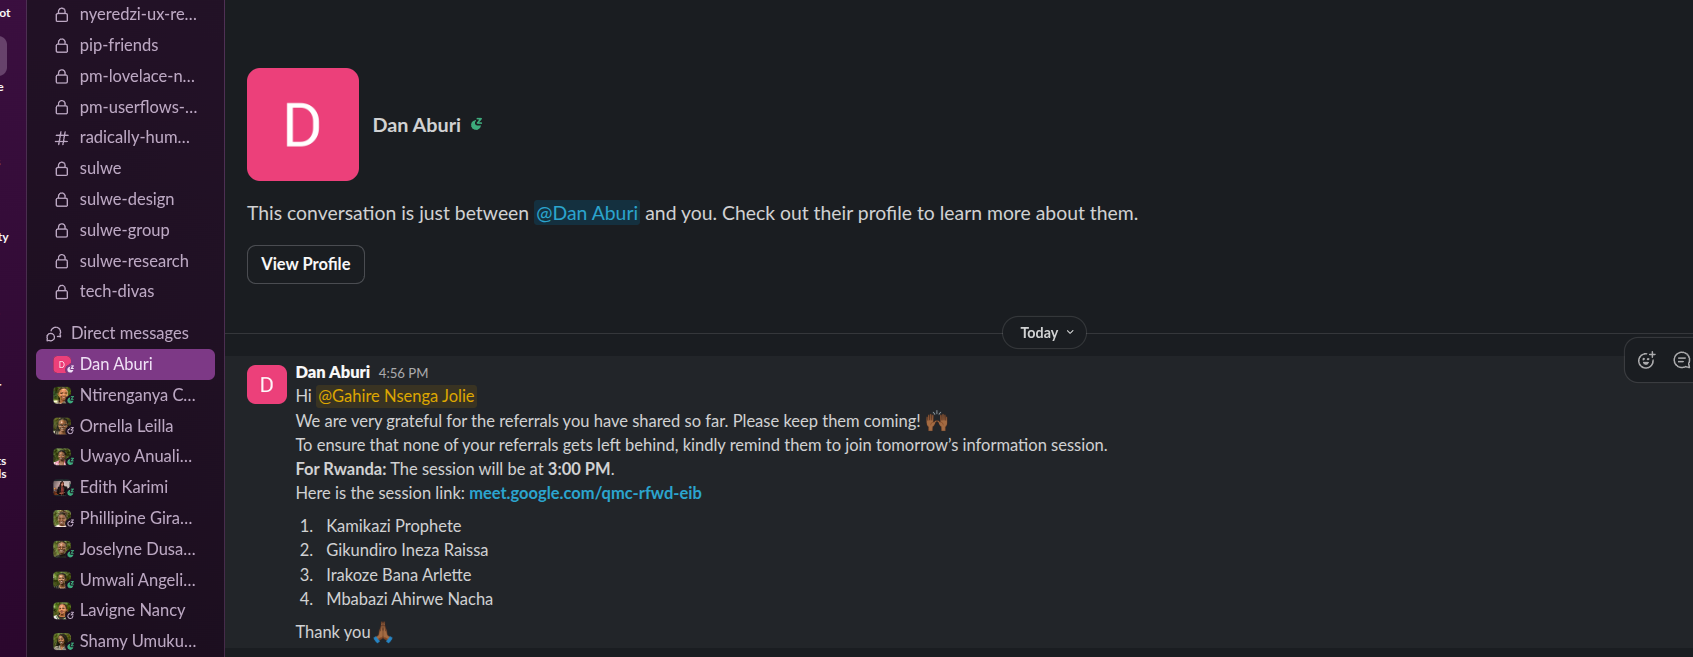 ot
e
ty
s
ls
nyeredzi-ux-re...
pip-friends
pm-lovelace-n...
pm-userflows-...
radically-hum...
sulwe
sulwe-design
sulwe-group
sulwe-research
tech-divas
Direct messages
D Dan Aburi
Ntirenganya C...
Ornella Leilla
Uwayo Anuali...
Edith Karimi
Phillipine Gira...
Joselyne Dusa...
Umwali Angeli...
Lavigne Nancy
Shamy Umuku...
D
Dan Aburi
This conversation is just between @Dan Aburi and you. Check out their profile to learn more about them.
View Profile
Today
D
Dan Aburi 4:56 PM
Hi @Gahire Nsenga Jolie
We are very grateful for the referrals you have shared so far. Please keep them coming! 🙌🏾
To ensure that none of your referrals gets left behind, kindly remind them to join tomorrow’s information session.
For Rwanda: The session will be at 3:00 PM.
Here is the session link: meet.google.com/qmc-rfwd-eib
1. Kamikazi Prophete
2. Gikundiro Ineza Raissa
3. Irakoze Bana Arlette
4. Mbabazi Ahirwe Nacha
Thank you 🙏🏾